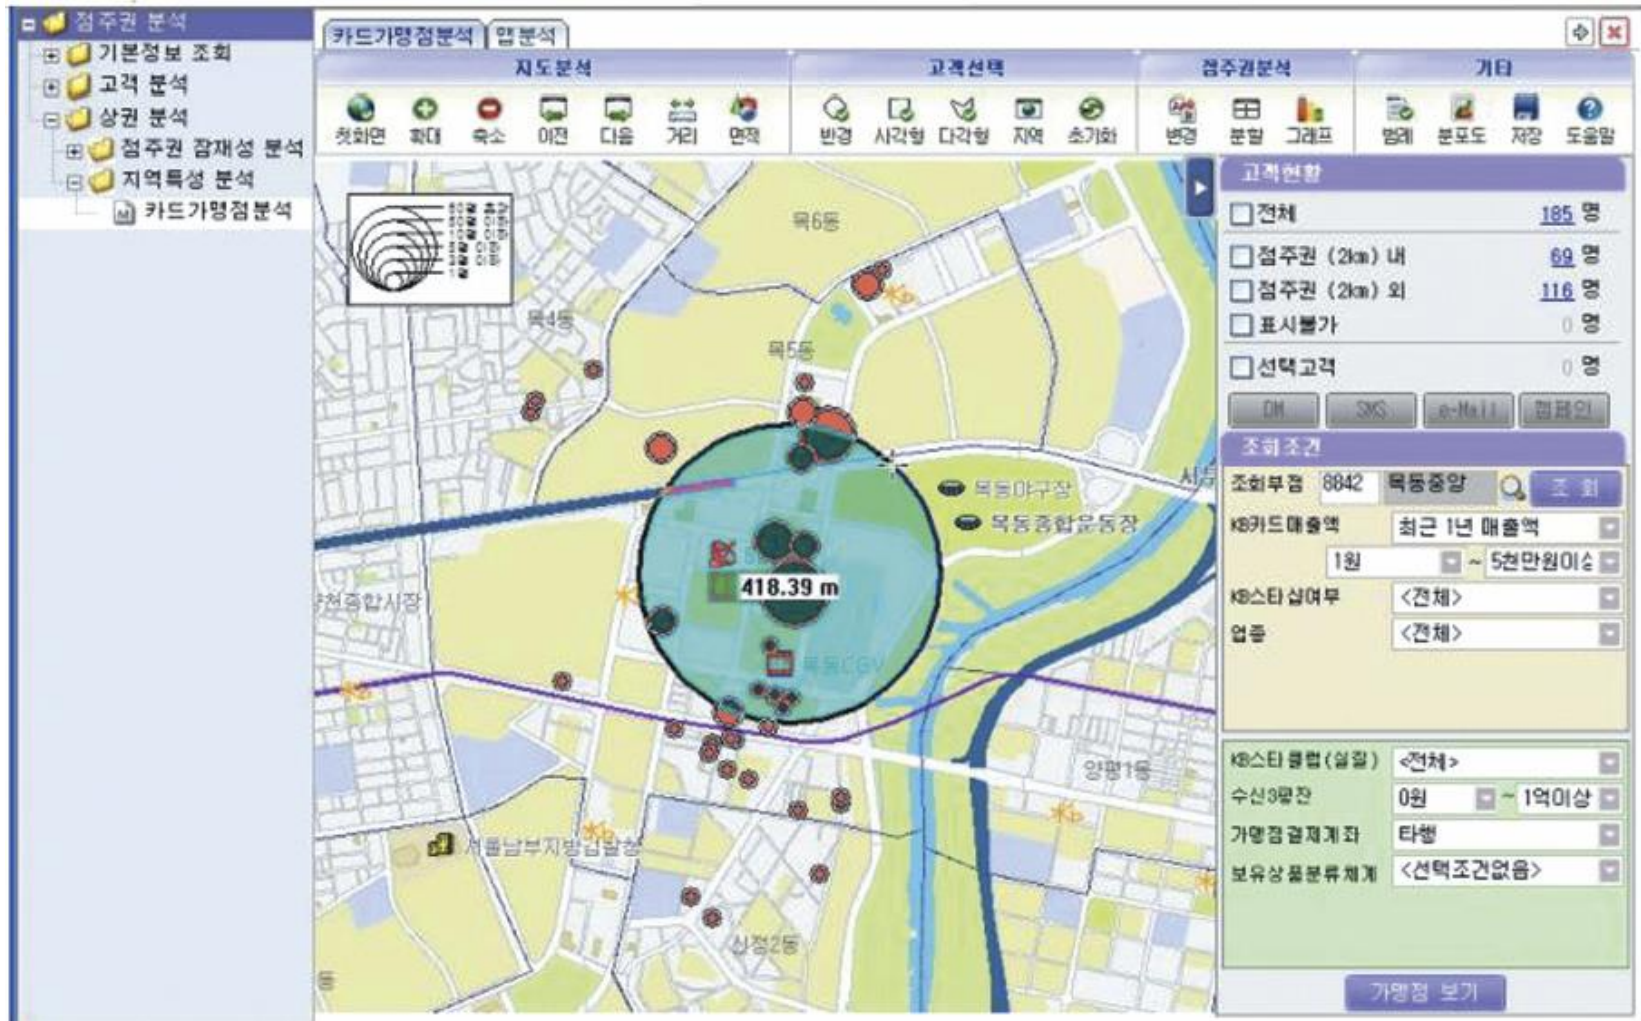 점주권 분석
기본정보 조회
고객 분석
상권 분석
점주권 잠재성 분석
지역특성 분석
카드가맹점분석
카드가맹점분석 맵분석
지도분석 고객선택 점주권분석 기타
첫화면 확대 축소 이전 다음 거리 면적 반경 사각형 다각형 지역 초기화 변경 분할 그래프 범례 분포도 저장 도움말
목6동
목4동
목5동
목동야구장
목동종합운동장
418.39 m
천종합시장
목동CGV
양평1동
서울남부지방검찰청
신정2동
동
고객현황
전체 185 명
점주권 (2km) 내 69 명
점주권 (2km) 외 116 명
표시불가 0 명
선택고객 0 명
DM SMS e-Mail 캠페인
조회조건
조회부점 8842 목동중앙 조 회
KB카드매출액 최근 1년 매출액
1원 ~ 5천만원이상
KB스타샵여부 <전체>
업종 <전체>
KB스타클럽(실질) <전체>
수신3평잔 0원 ~ 1억이상
가맹점결제계좌 타행
보유상품분류체계 <선택조건없음>
가맹점 보기